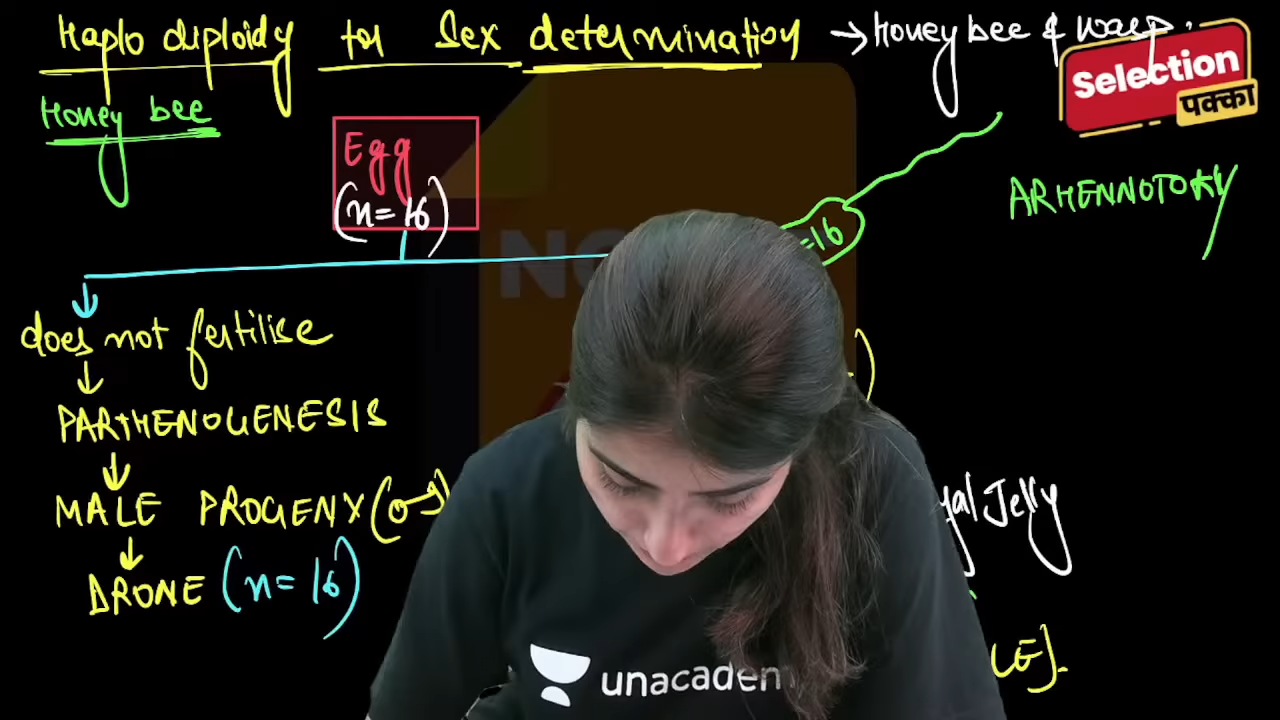 Haplo diploidy for Sex determination → Honey bee & wasp.
Selection
पक्का
Honey bee
Egg
(n=16)
=16
ARHENNOTOKY
does not fertilise
PARTHENOGENESIS
MALE PROGENY (♂)
Jelly
DRONE (n=16)
unacadem